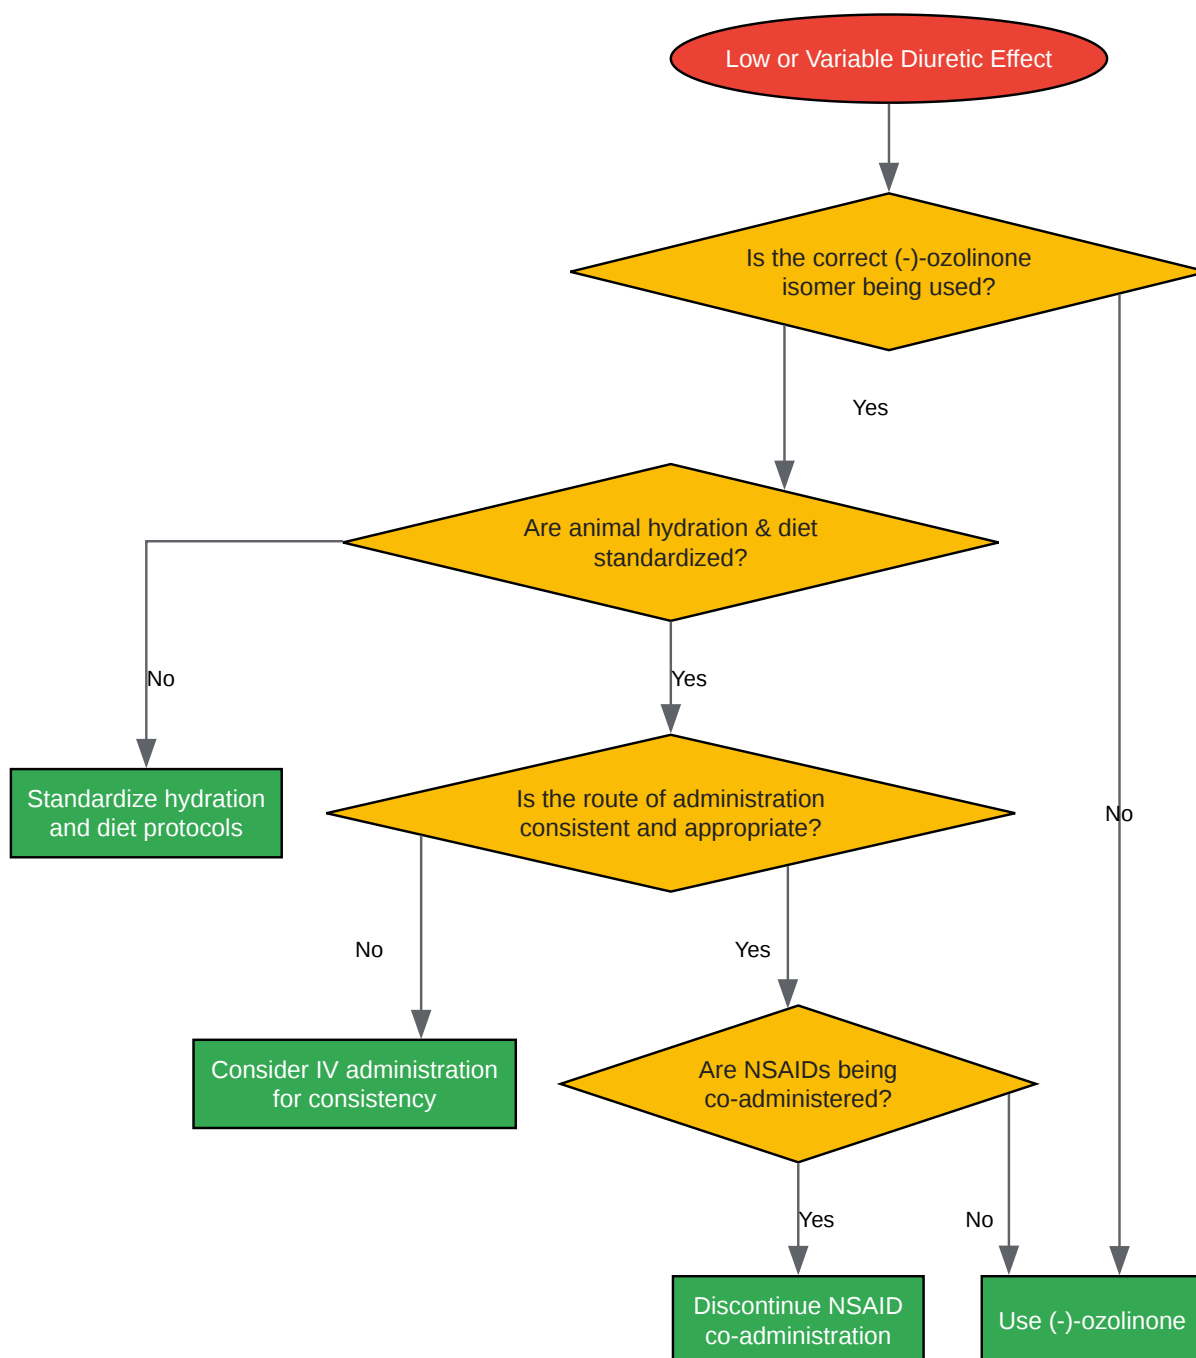 Low or Variable Diuretic Effect
Is the correct (-)-ozolinone
isomer being used?
Yes
Are animal hydration & diet
standardized?
No
Yes
Standardize hydration
and diet protocols
Is the route of administration
consistent and appropriate?
No
No
Yes
Consider IV administration
for consistency
Are NSAIDs being
co-administered?
Yes
No
Discontinue NSAID
co-administration
Use (-)-ozolinone